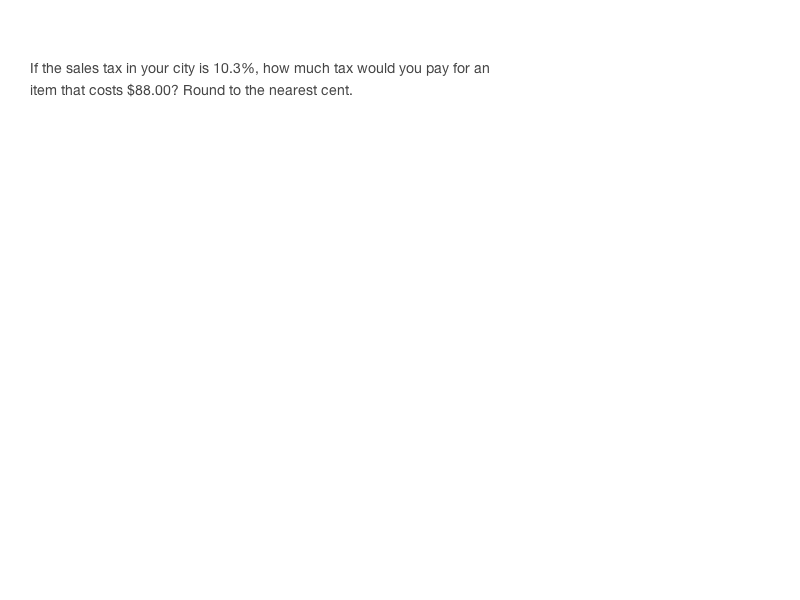 If the sales tax in your city is 10.3%, how much tax would you pay for an
item that costs $88.00? Round to the nearest cent.